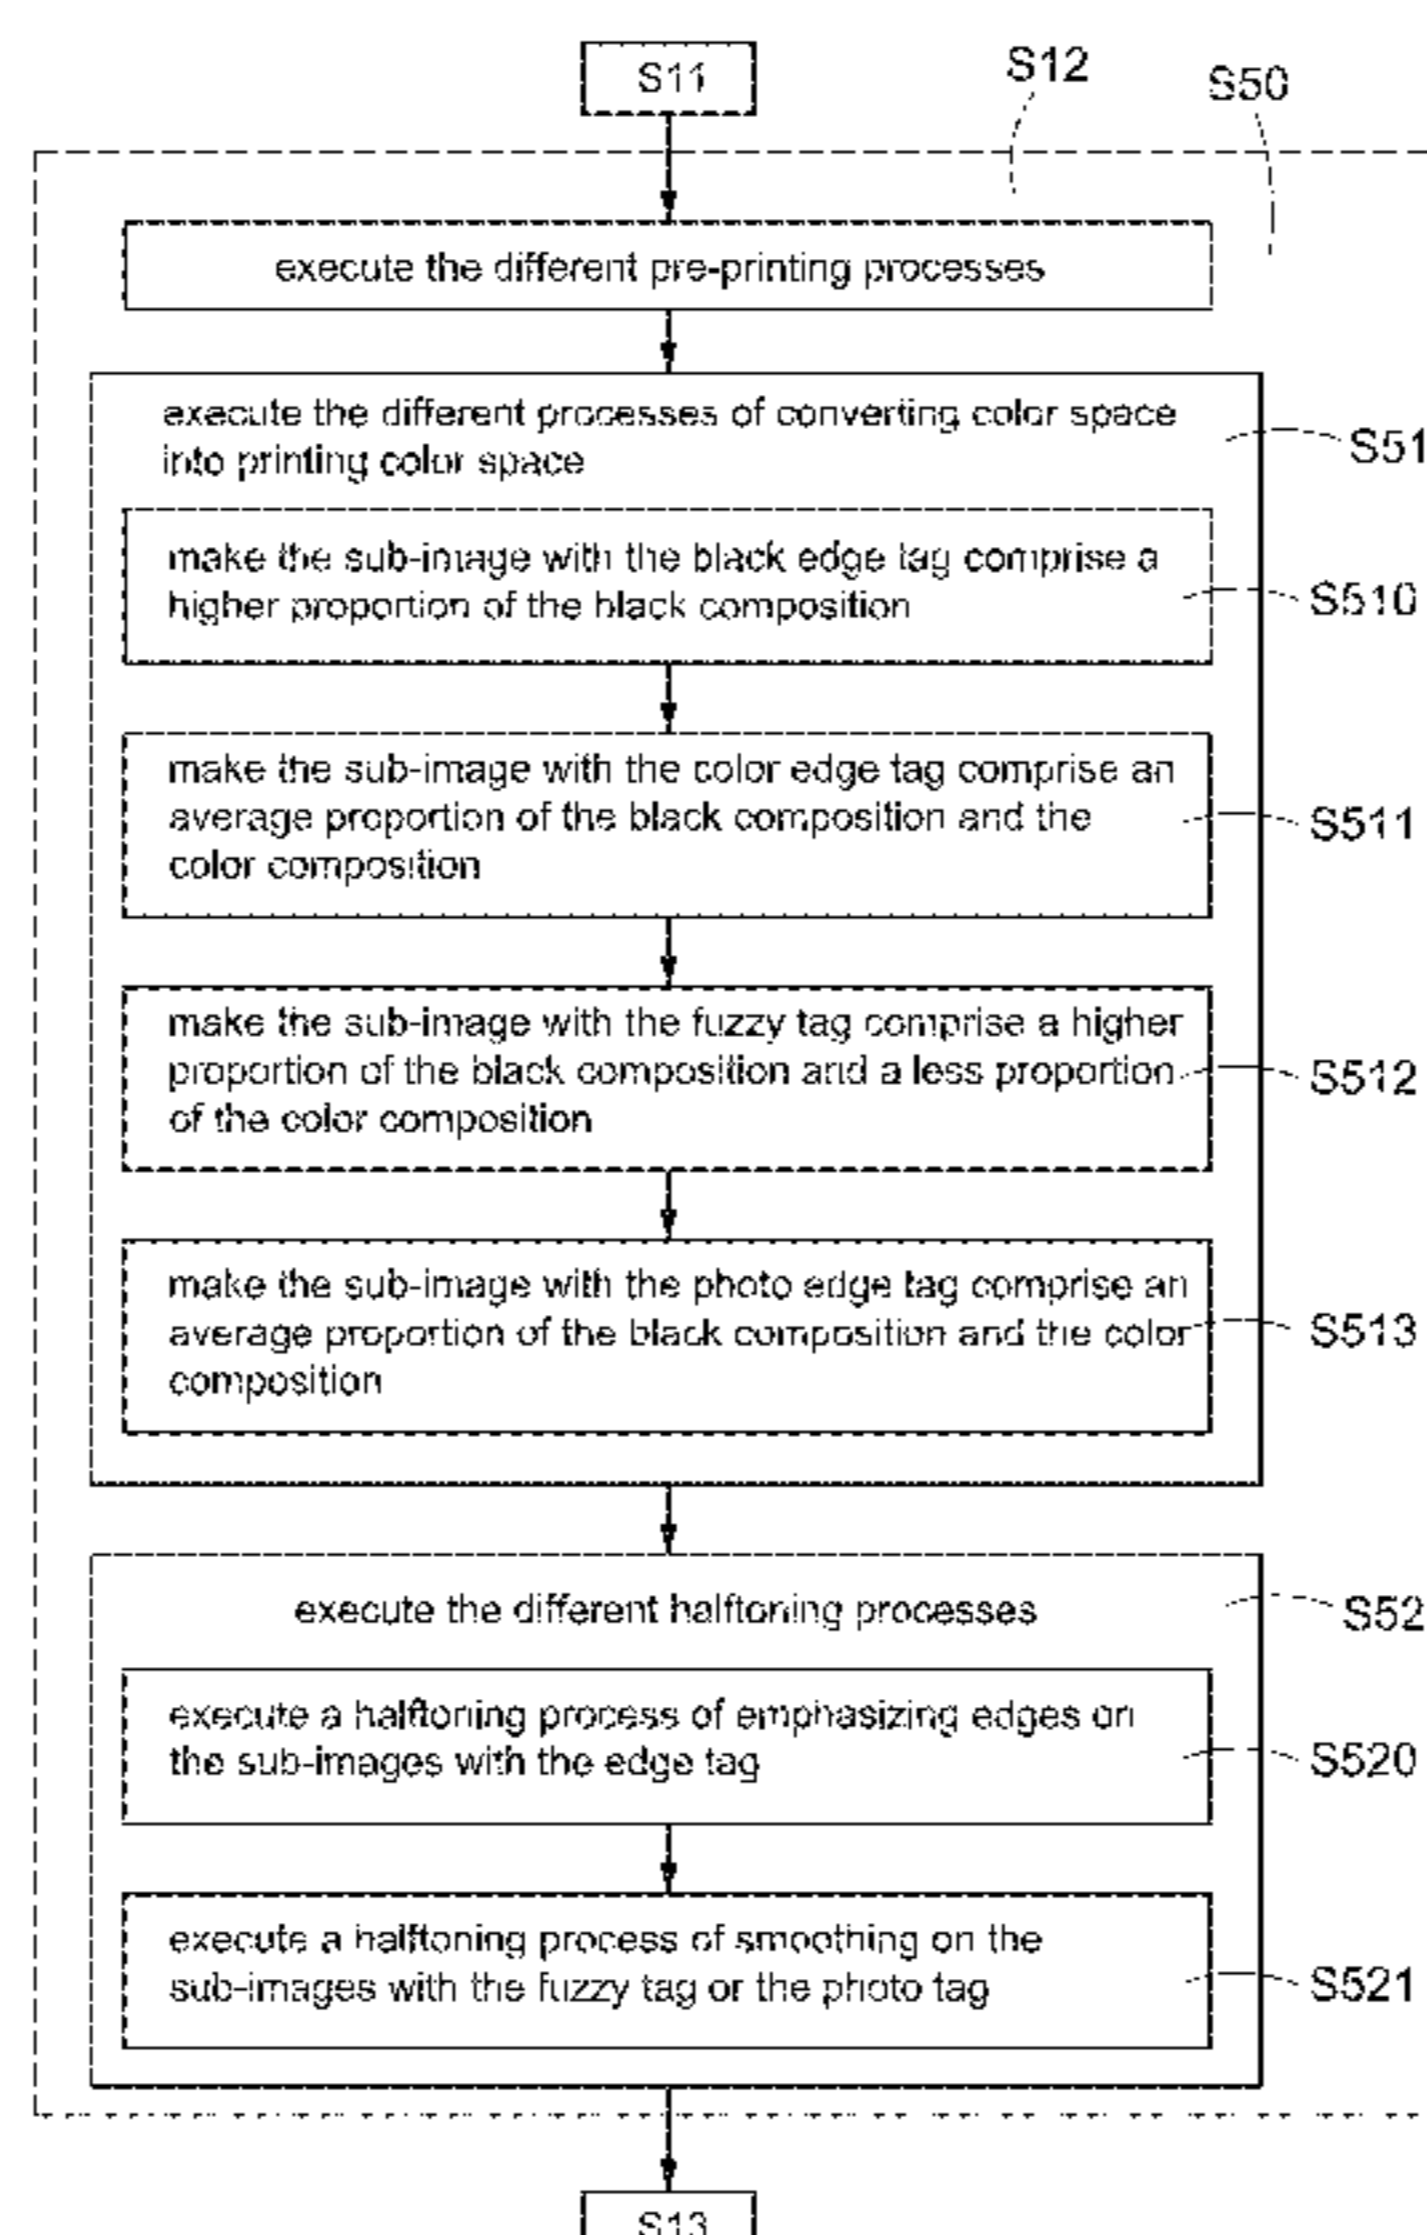 S11
S12
S50
execute the different pre-printing processes
execute the different processes of converting color space
into printing color space
S51
make the sub-image with the black edge tag comprise a
higher proportion of the black composition
S510
make the sub-image with the color edge tag comprise an
average proportion of the black composition and the
color composition
S511
make the sub-image with the fuzzy tag comprise a higher
proportion of the black composition and a less proportion
of the color composition
S512
make the sub-image with the photo edge tag comprise an
average proportion of the black composition and the color
composition
S513
execute the different halftoning processes
S52
execute a halftoning process of emphasizing edges on
the sub-images with the edge tag
S520
execute a halftoning process of smoothing on the
sub-images with the fuzzy tag or the photo tag
S521
S13